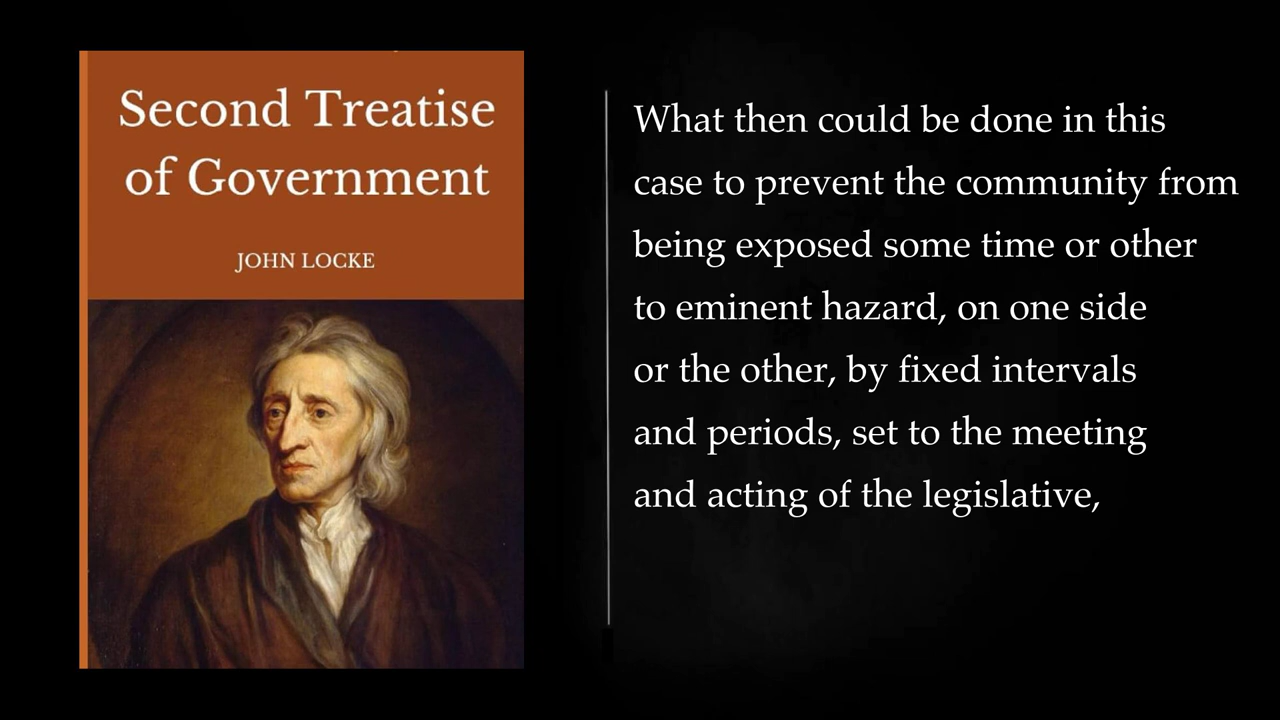 Second Treatise
of Government
JOHN LOCKE
What then could be done in this
case to prevent the community from
being exposed some time or other
to eminent hazard, on one side
or the other, by fixed intervals
and periods, set to the meeting
and acting of the legislative,